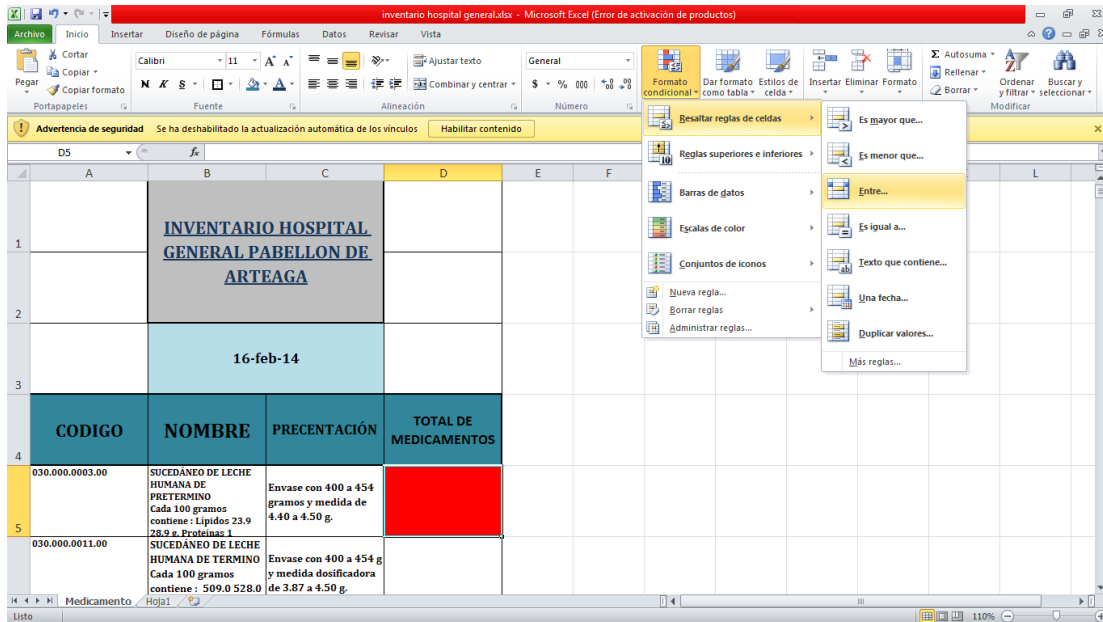 inventario hospital general.xlsx - Microsoft Excel (Error de activación de productos)
Archivo Inicio Insertar Diseño de página Fórmulas Datos Revisar Vista
Pegar
Cortar
Copiar
Copiar formato
Portapapeles
Calibri 11
N K S
Fuente
Ajustar texto
Combinar y centrar
Alineación
General
$ % 000
Número
Formato condicional
Dar formato como tabla
Estilos de celda
Insertar Eliminar Formato
Autosuma
Rellenar
Borrar
Ordenar y filtrar
Buscar y seleccionar
Modificar
Advertencia de seguridad Se ha deshabilitado la actualización automática de los vínculos Habilitar contenido
D5 fx
A B C D E F L
Resaltar reglas de celdas
Reglas superiores e inferiores
Barras de datos
Escalas de color
Conjuntos de iconos
Nueva regla...
Borrar reglas
Administrar reglas...
Es mayor que...
Es menor que...
Entre...
Es igual a...
Texto que contiene...
Una fecha...
Duplicar valores...
Más reglas...
1
INVENTARIO HOSPITAL
GENERAL PABELLON DE
ARTEAGA
2
16-feb-14
3
CODIGO NOMBRE PRECENTACIÓN TOTAL DE MEDICAMENTOS
4
030.000.0003.00
SUCEDÁNEO DE LECHE
HUMANA DE
PRETERMINO
Cada 100 gramos
contiene : Lípidos 23.9
28.9 g. Proteínas 1
Envase con 400 a 454
gramos y medida de
4.40 a 4.50 g.
5
030.000.0011.00
SUCEDÁNEO DE LECHE
HUMANA DE TERMINO
Cada 100 gramos
contiene : 509.0 528.0
Envase con 400 a 454 g
y medida dosificadora
de 3.87 a 4.50 g.
Medicamento Hoja1
Listo 110%